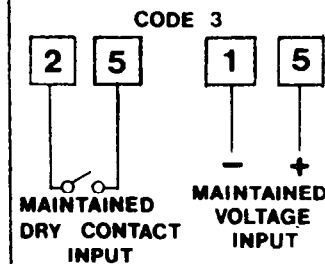 CODE 3
2 5 1 5
- +
MAINTAINED
DRY CONTACT
INPUT
MAINTAINED
VOLTAGE
INPUT